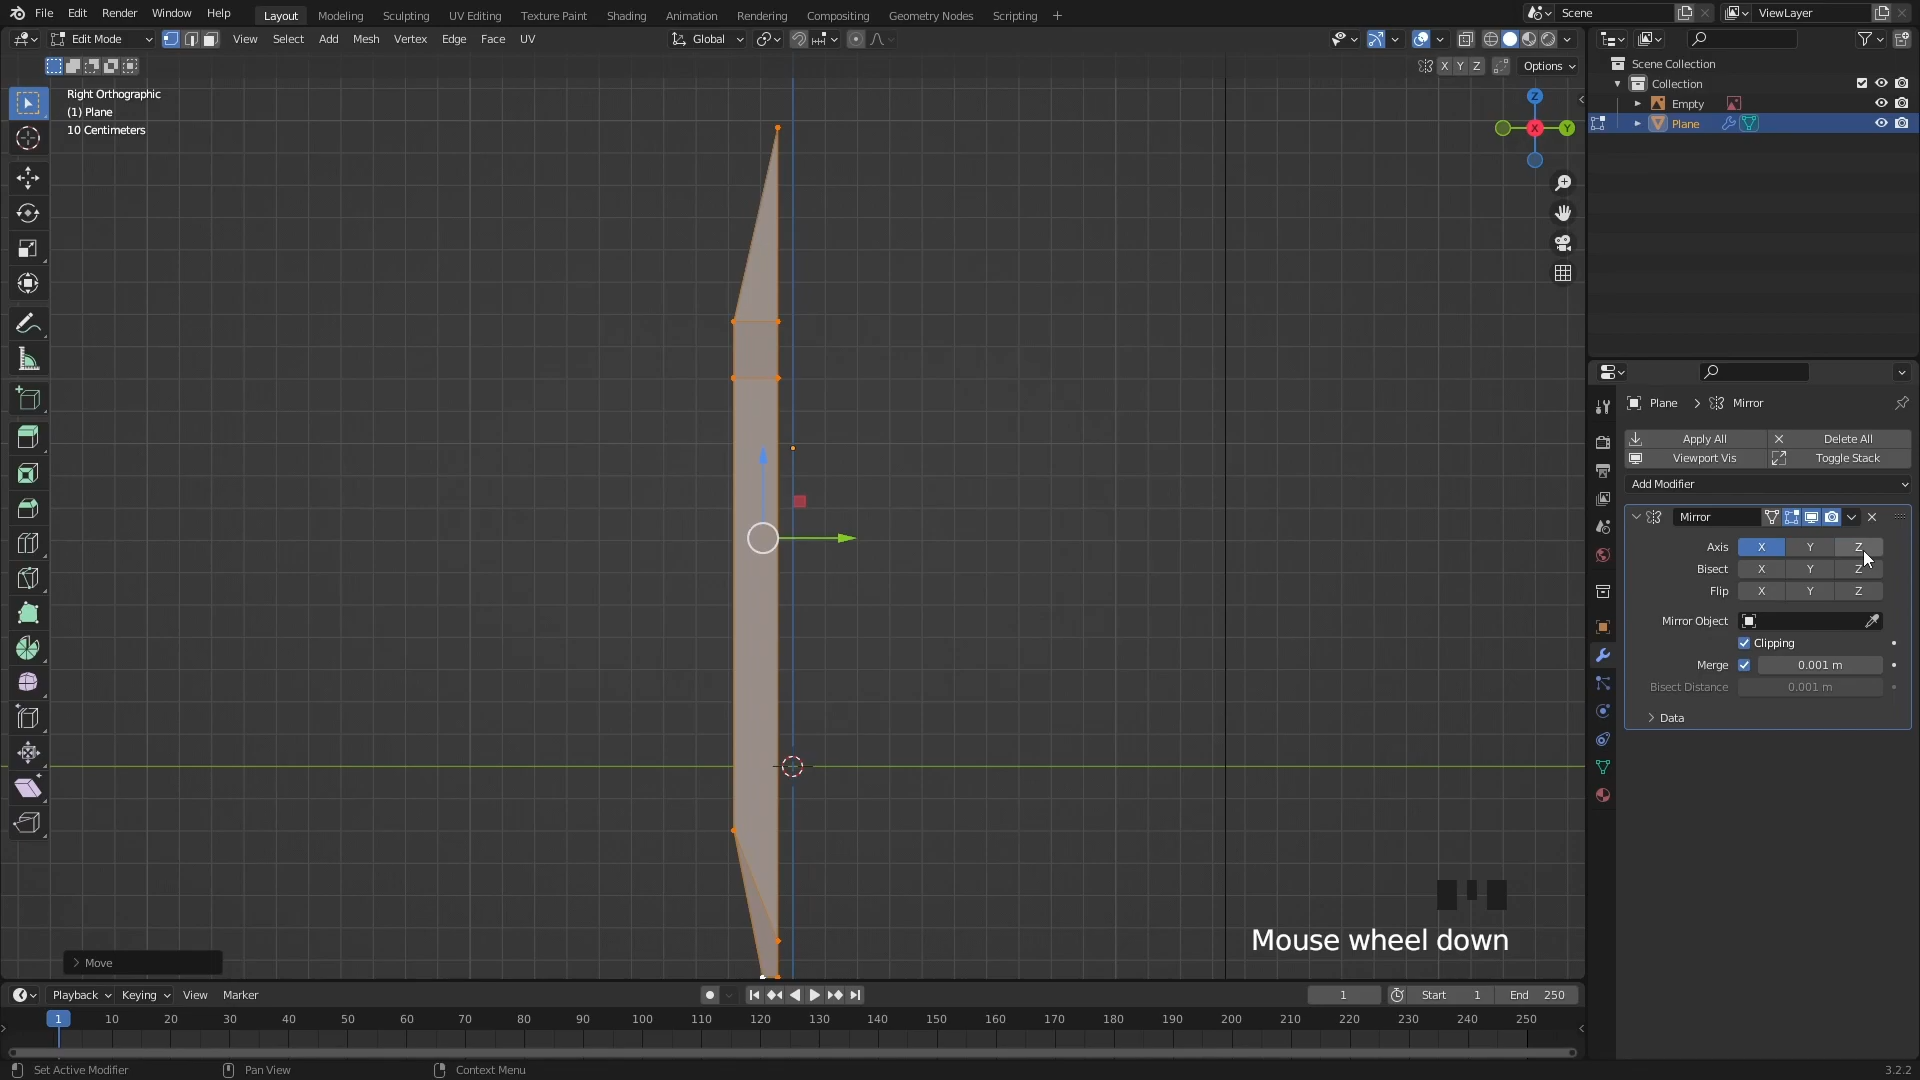 File Edit Render Window Help Layout Modeling Sculpting UV Editing Texture Paint Shading Animation Rendering Compositing Geometry Nodes Scripting + Scene ViewLayer
Edit Mode View Select Add Mesh Vertex Edge Face UV Global
X Y Z Options
Right Orthographic
(1) Plane
10 Centimeters
Z
X
Y
Move
Mouse wheel down
Scene Collection
Collection
Empty
Plane
Plane > Mirror
Apply All Delete All
Viewport Vis Toggle Stack
Add Modifier
Mirror
Axis X Y Z
Bisect X Y Z
Flip X Y Z
Mirror Object
Clipping
Merge 0.001 m
Bisect Distance 0.001 m
Data
Playback Keying View Marker 1 Start 1 End 250
1 10 20 30 40 50 60 70 80 90 100 110 120 130 140 150 160 170 180 190 200 210 220 230 240 250
Set Active Modifier Pan View Context Menu 3.2.2